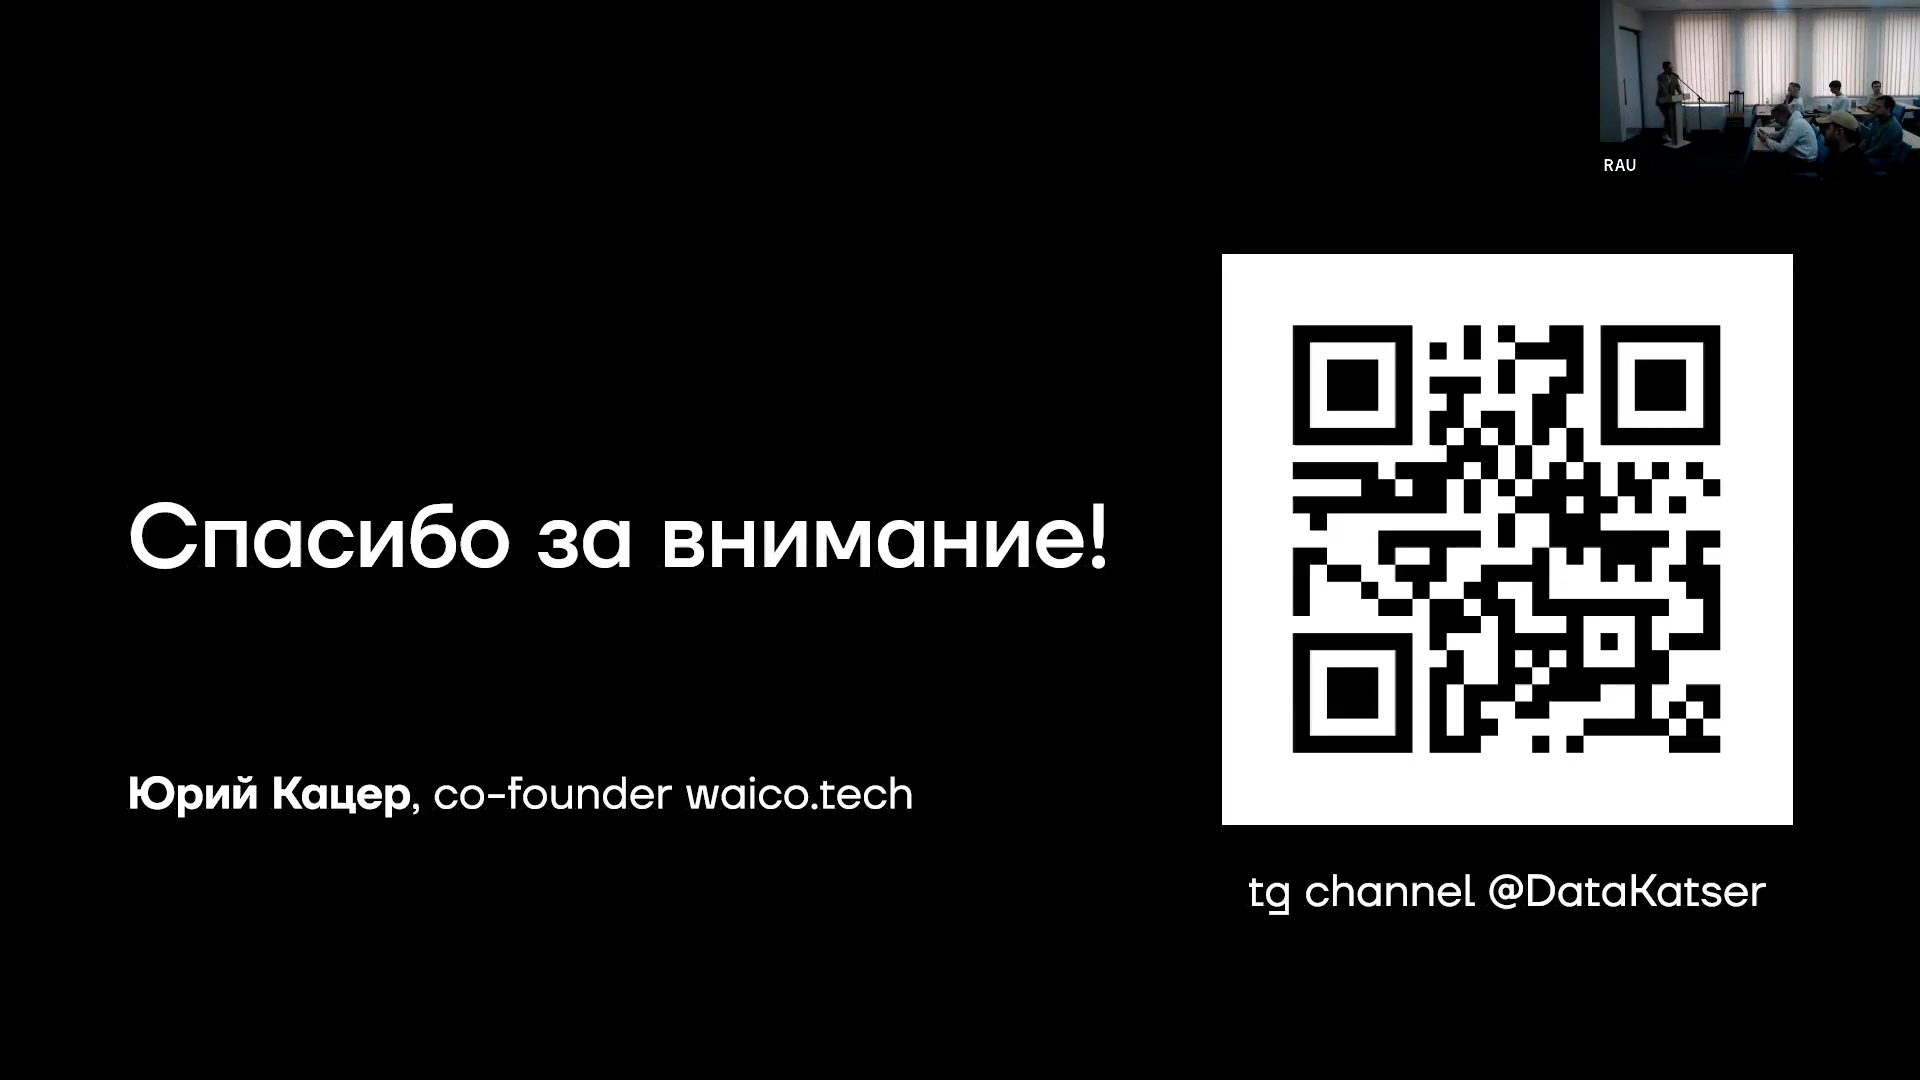 RAU
Спасибо за внимание!
Юрий Кацер, co-founder waico.tech
tg channel @DataKatser